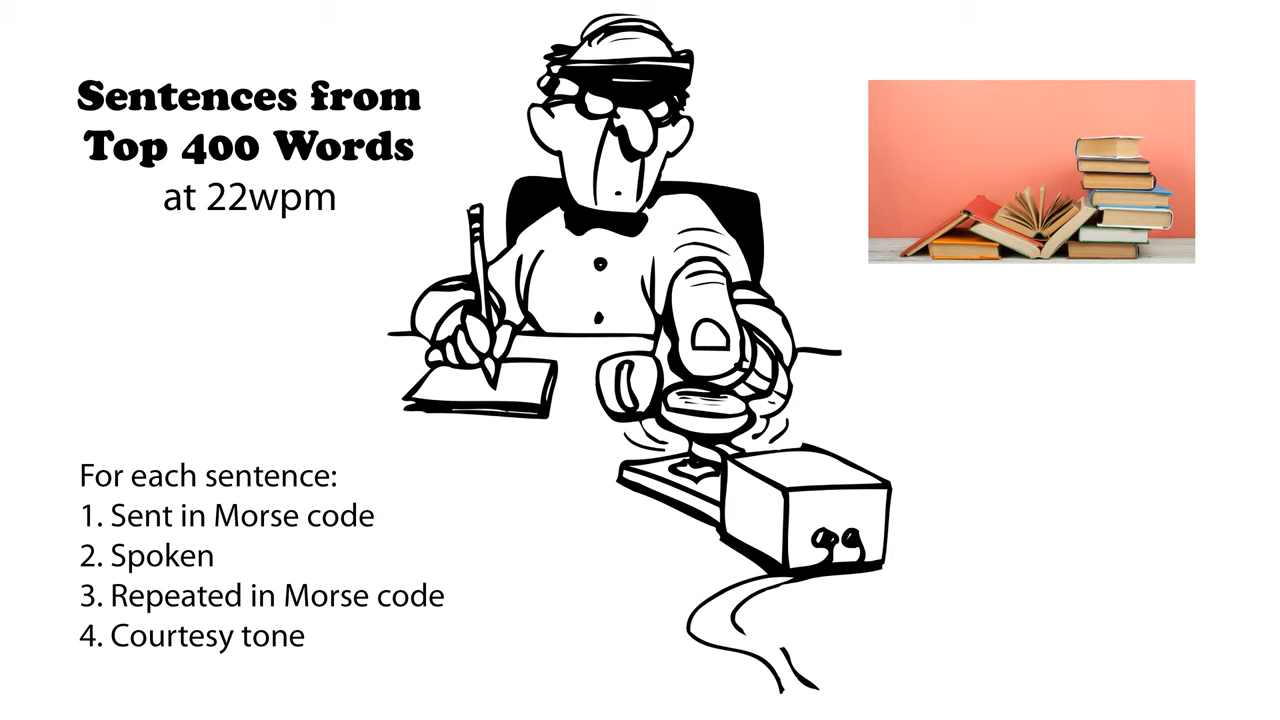 Sentences from
Top 400 Words
at 22wpm
For each sentence:
1. Sent in Morse code
2. Spoken
3. Repeated in Morse code
4. Courtesy tone